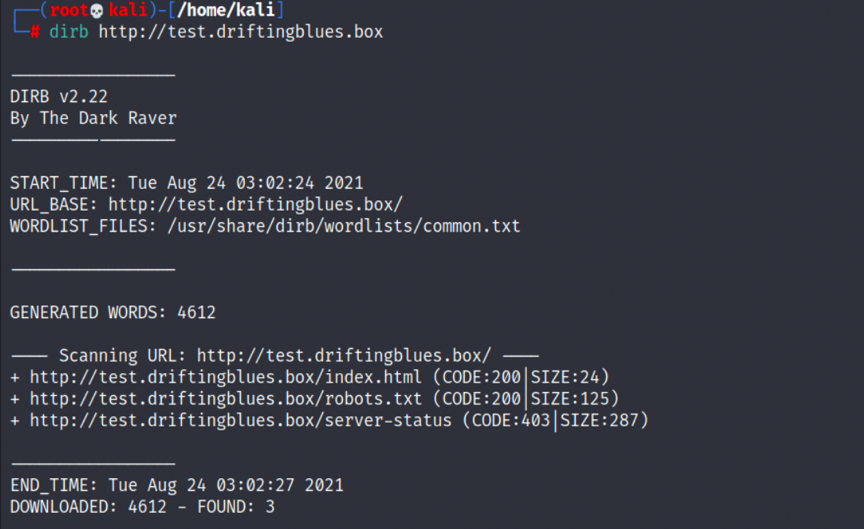 ┌──(root💀kali)-[/home/kali]
└─# dirb http://test.driftingblues.box
-----------------
DIRB v2.22
By The Dark Raver
-----------------
START_TIME: Tue Aug 24 03:02:24 2021
URL_BASE: http://test.driftingblues.box/
WORDLIST_FILES: /usr/share/dirb/wordlists/common.txt
-----------------
GENERATED WORDS: 4612
---- Scanning URL: http://test.driftingblues.box/ ----
+ http://test.driftingblues.box/index.html (CODE:200|SIZE:24)
+ http://test.driftingblues.box/robots.txt (CODE:200|SIZE:125)
+ http://test.driftingblues.box/server-status (CODE:403|SIZE:287)
-----------------
END_TIME: Tue Aug 24 03:02:27 2021
DOWNLOADED: 4612 - FOUND: 3